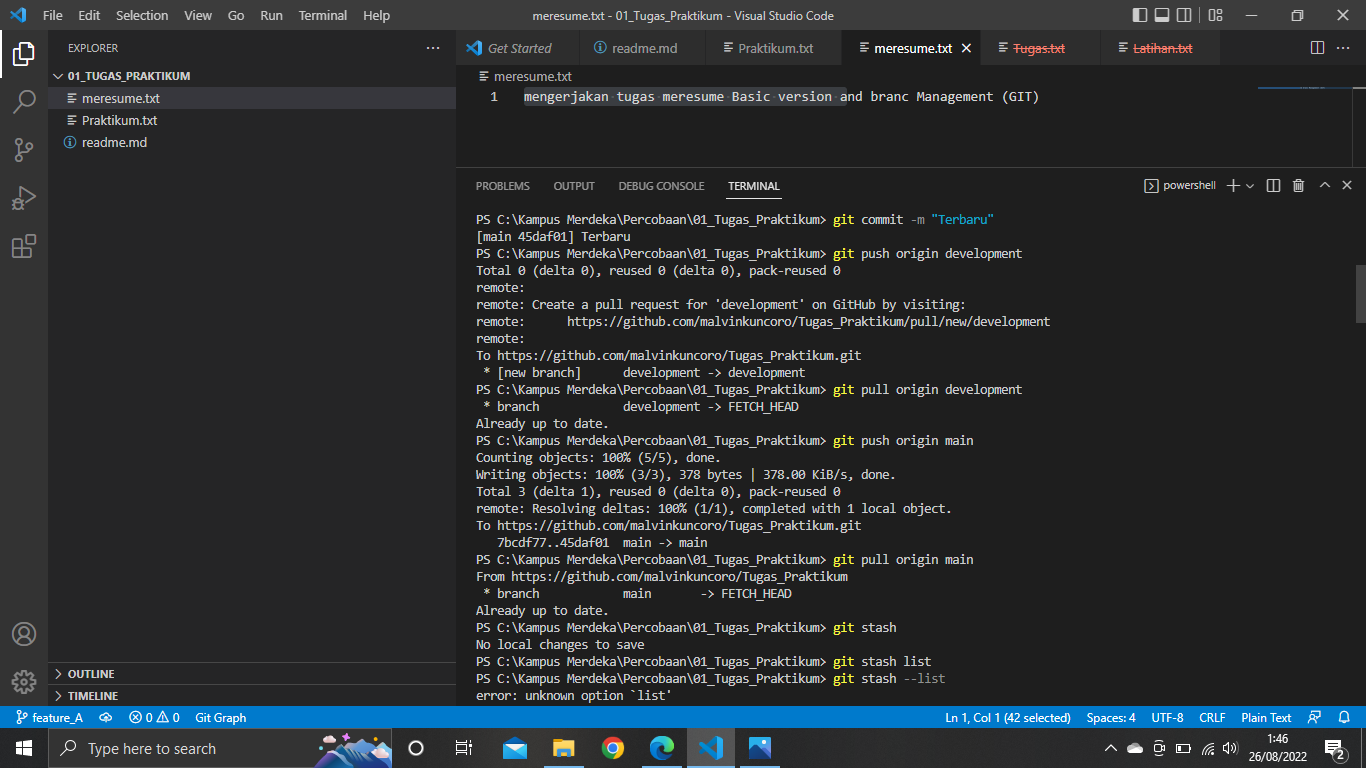 File Edit Selection View Go Run Terminal Help
meresume.txt - 01_Tugas_Praktikum - Visual Studio Code
EXPLORER
01_TUGAS_PRAKTIKUM
meresume.txt
Praktikum.txt
readme.md
OUTLINE
TIMELINE
Get Started
readme.md
Praktikum.txt
meresume.txt
Tugas.txt
Latihan.txt
meresume.txt
1 mengerjakan tugas meresume Basic version and branc Management (GIT)
PROBLEMS OUTPUT DEBUG CONSOLE TERMINAL
powershell
PS C:\Kampus Merdeka\Percobaan\01_Tugas_Praktikum> git commit -m "Terbaru"
[main 45daf01] Terbaru
PS C:\Kampus Merdeka\Percobaan\01_Tugas_Praktikum> git push origin development
Total 0 (delta 0), reused 0 (delta 0), pack-reused 0
remote:
remote: Create a pull request for 'development' on GitHub by visiting:
remote:      https://github.com/malvinkuncoro/Tugas_Praktikum/pull/new/development
remote:
To https://github.com/malvinkuncoro/Tugas_Praktikum.git
 * [new branch]      development -> development
PS C:\Kampus Merdeka\Percobaan\01_Tugas_Praktikum> git pull origin development
 * branch            development -> FETCH_HEAD
Already up to date.
PS C:\Kampus Merdeka\Percobaan\01_Tugas_Praktikum> git push origin main
Counting objects: 100% (5/5), done.
Writing objects: 100% (3/3), 378 bytes | 378.00 KiB/s, done.
Total 3 (delta 1), reused 0 (delta 0), pack-reused 0
remote: Resolving deltas: 100% (1/1), completed with 1 local object.
To https://github.com/malvinkuncoro/Tugas_Praktikum.git
   7bcdf77..45daf01  main -> main
PS C:\Kampus Merdeka\Percobaan\01_Tugas_Praktikum> git pull origin main
From https://github.com/malvinkuncoro/Tugas_Praktikum
 * branch            main       -> FETCH_HEAD
Already up to date.
PS C:\Kampus Merdeka\Percobaan\01_Tugas_Praktikum> git stash
No local changes to save
PS C:\Kampus Merdeka\Percobaan\01_Tugas_Praktikum> git stash list
PS C:\Kampus Merdeka\Percobaan\01_Tugas_Praktikum> git stash --list
error: unknown option `list'
feature_A 0 0 Git Graph
Ln 1, Col 1 (42 selected) Spaces: 4 UTF-8 CRLF Plain Text
Type here to search
1:46
26/08/2022
2